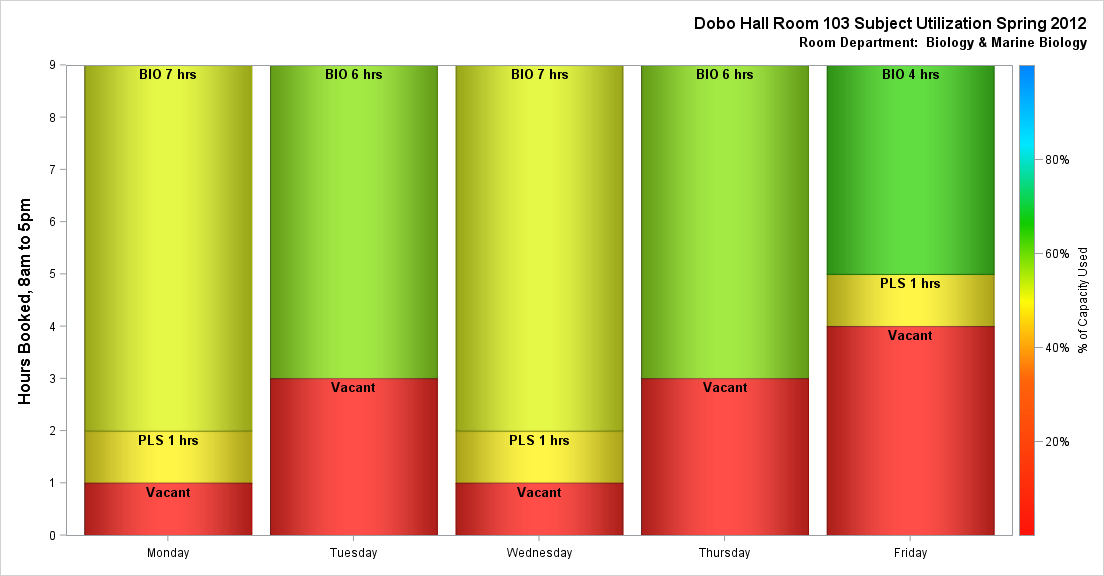 Dobo Hall Room 103 Subject Utilization Spring 2012
Room Department:  Biology & Marine Biology
Hours Booked, 8am to 5pm
9
8
7
6
5
4
3
2
1
0
BIO 7 hrs
PLS 1 hrs
Vacant
BIO 6 hrs
Vacant
BIO 7 hrs
PLS 1 hrs
Vacant
BIO 6 hrs
Vacant
BIO 4 hrs
PLS 1 hrs
Vacant
Monday
Tuesday
Wednesday
Thursday
Friday
80%
60%
40%
20%
% of Capacity Used